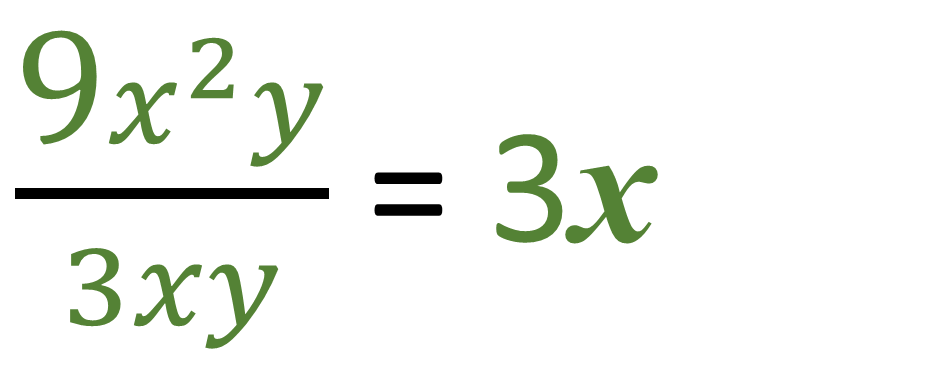 9x²y
3xy
= 3x